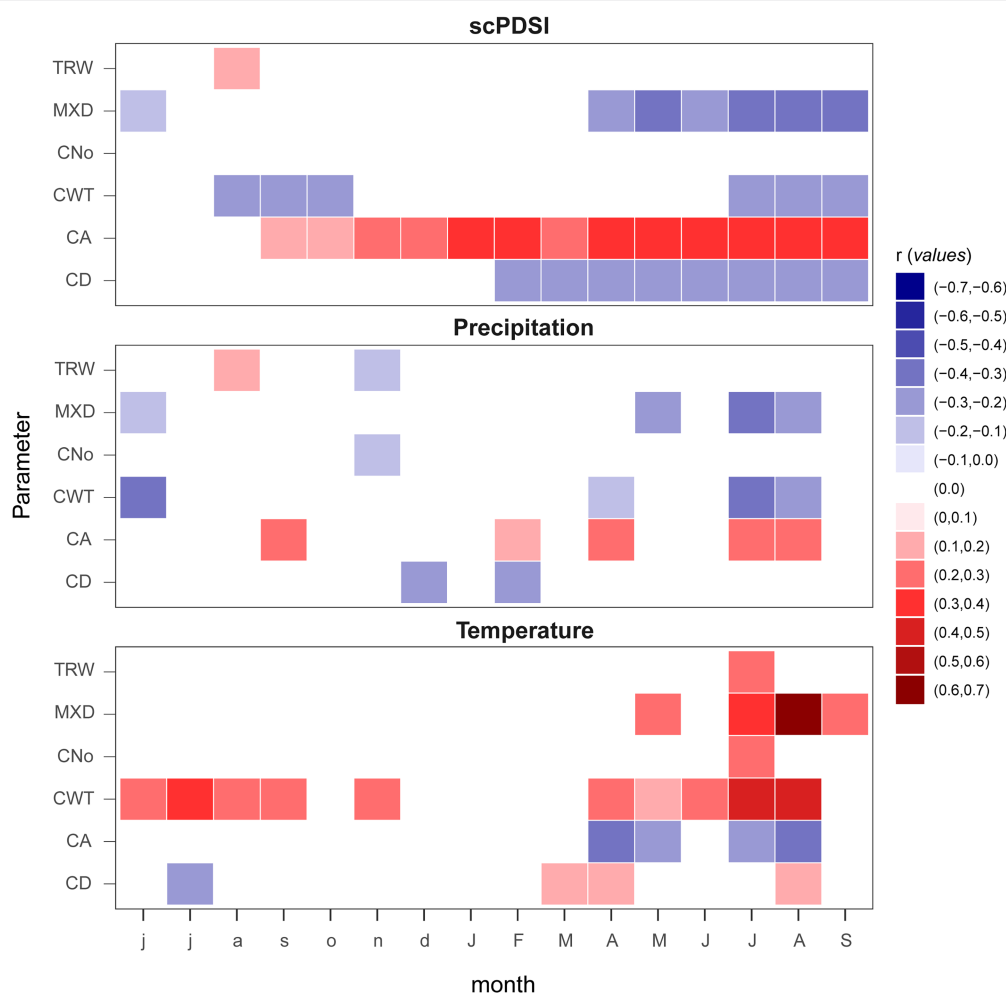 scPDSI
TRW
MXD
CNo
CWT
CA
CD
Precipitation
TRW
MXD
CNo
CWT
CA
CD
Temperature
TRW
MXD
CNo
CWT
CA
CD
j j a s o n d J F M A M J J A S
month
Parameter
r (values)
(−0.7,−0.6)
(−0.6,−0.5)
(−0.5,−0.4)
(−0.4,−0.3)
(−0.3,−0.2)
(−0.2,−0.1)
(−0.1,0.0)
(0.0)
(0,0.1)
(0.1,0.2)
(0.2,0.3)
(0.3,0.4)
(0.4,0.5)
(0.5,0.6)
(0.6,0.7)